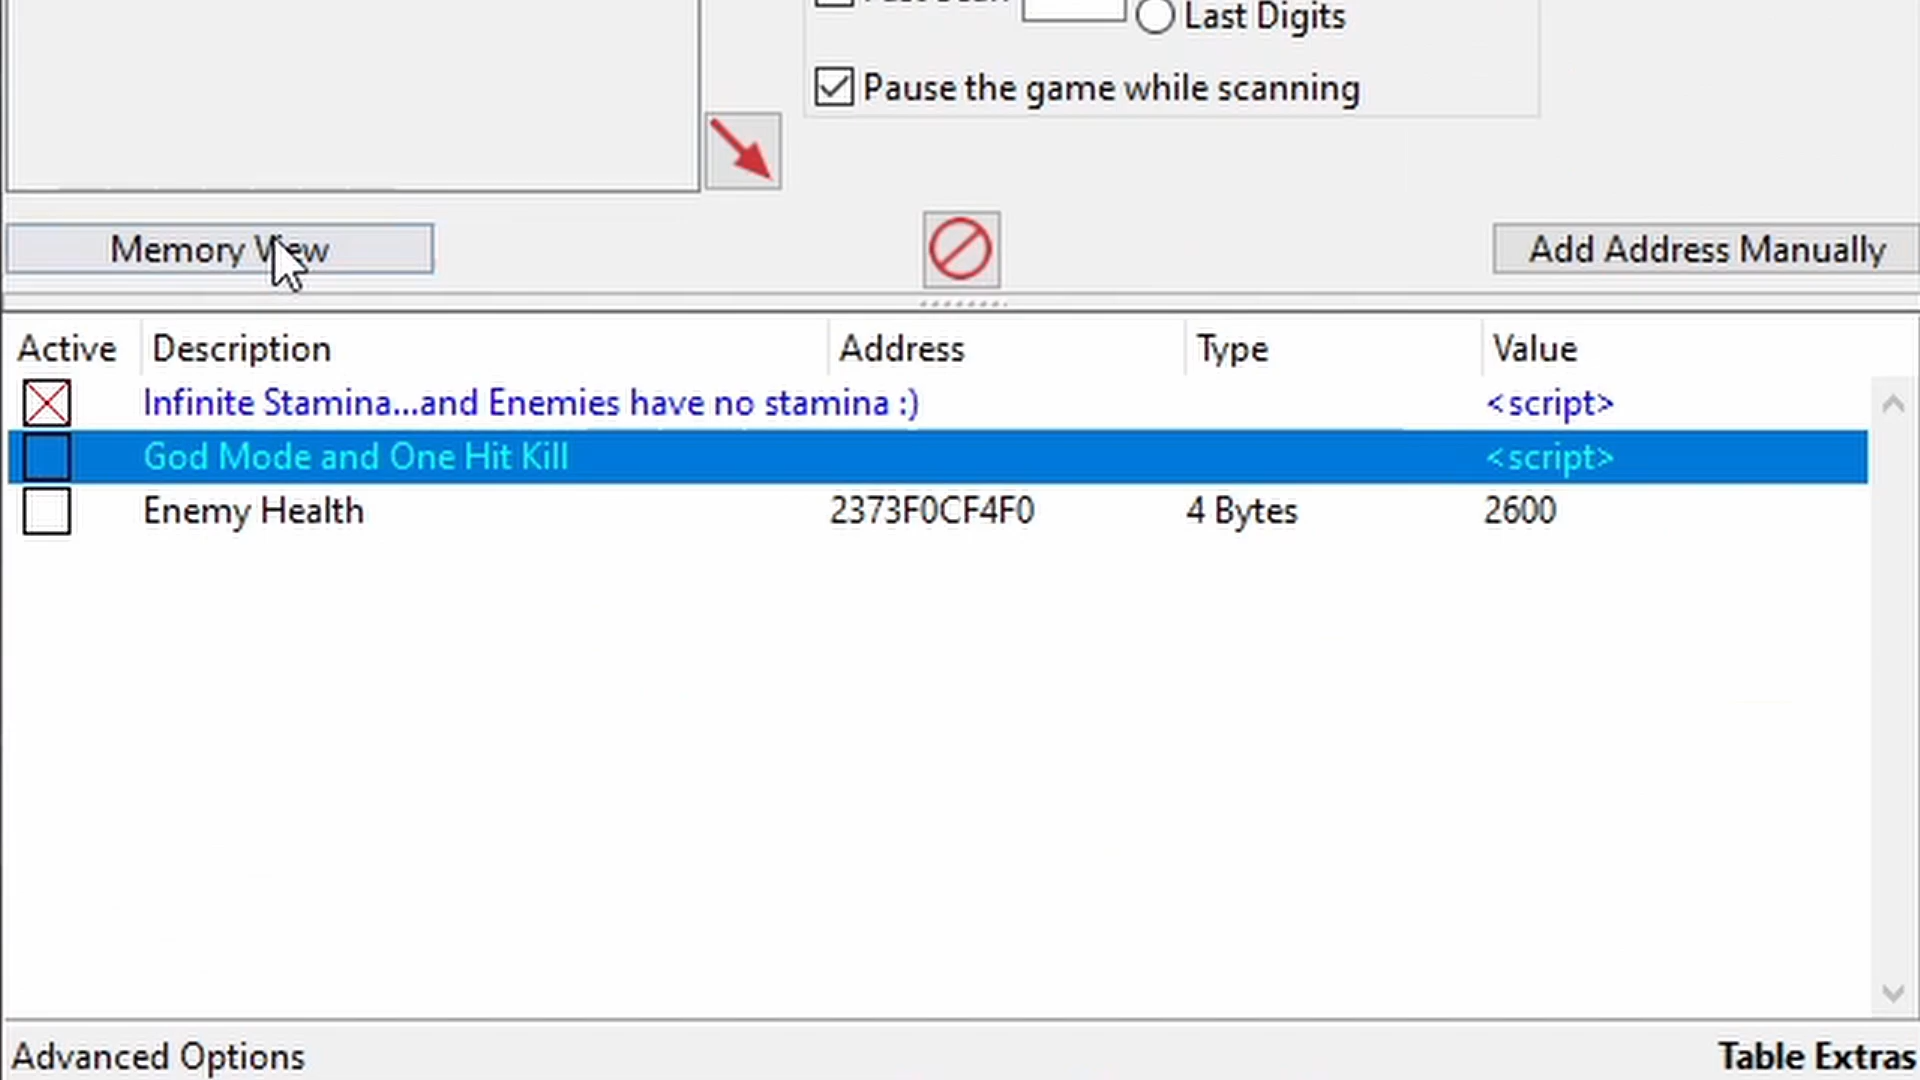 Last Digits
Pause the game while scanning
Memory View
Add Address Manually
Active Description Address Type Value
Infinite Stamina...and Enemies have no stamina :) <script>
God Mode and One Hit Kill <script>
Enemy Health 2373F0CF4F0 4 Bytes 2600
Advanced Options
Table Extras